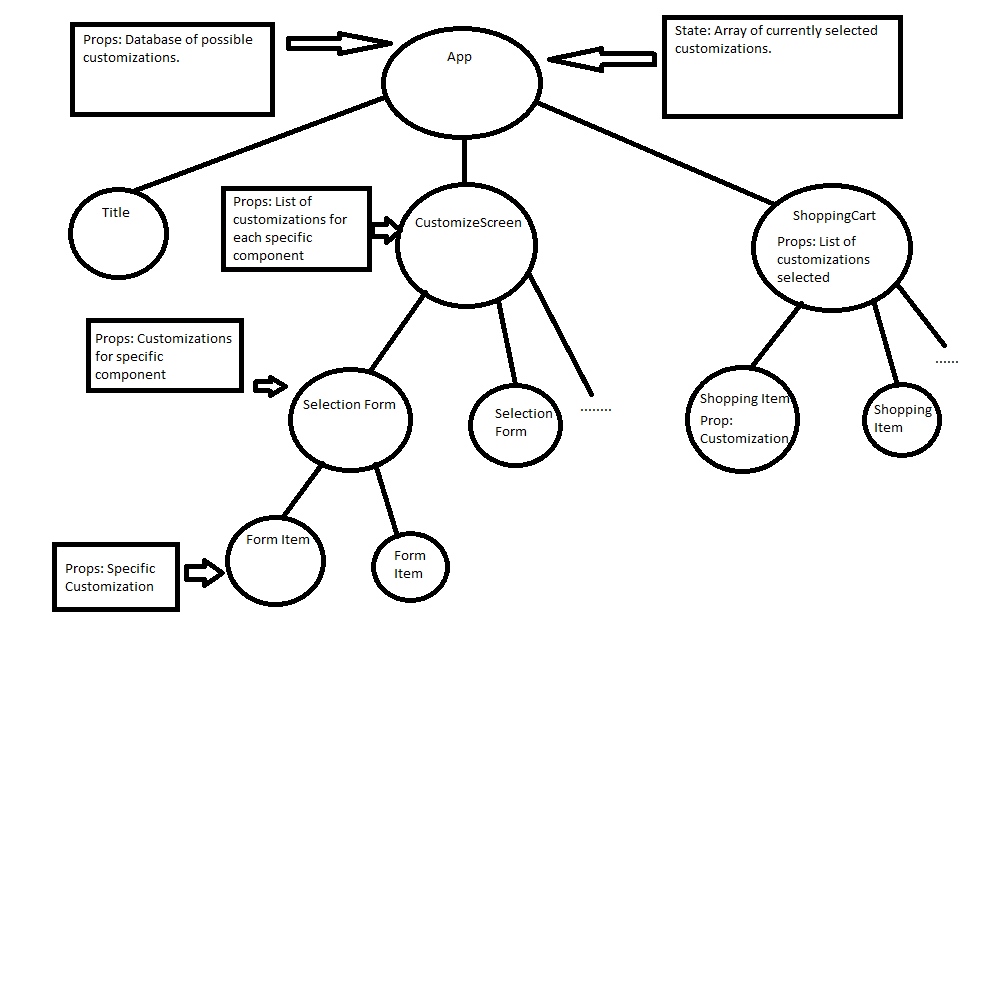 Props: Database of possible
customizations.
App
State: Array of currently selected
customizations.
Title
Props: List of
customizations for
each specific
component
CustomizeScreen
ShoppingCart
Props: List of
customizations
selected
Props: Customizations
for specific
component
Selection Form
Selection
Form
........
Shopping Item
Prop:
Customization
Shopping
Item
......
Props: Specific
Customization
Form Item
Form
Item